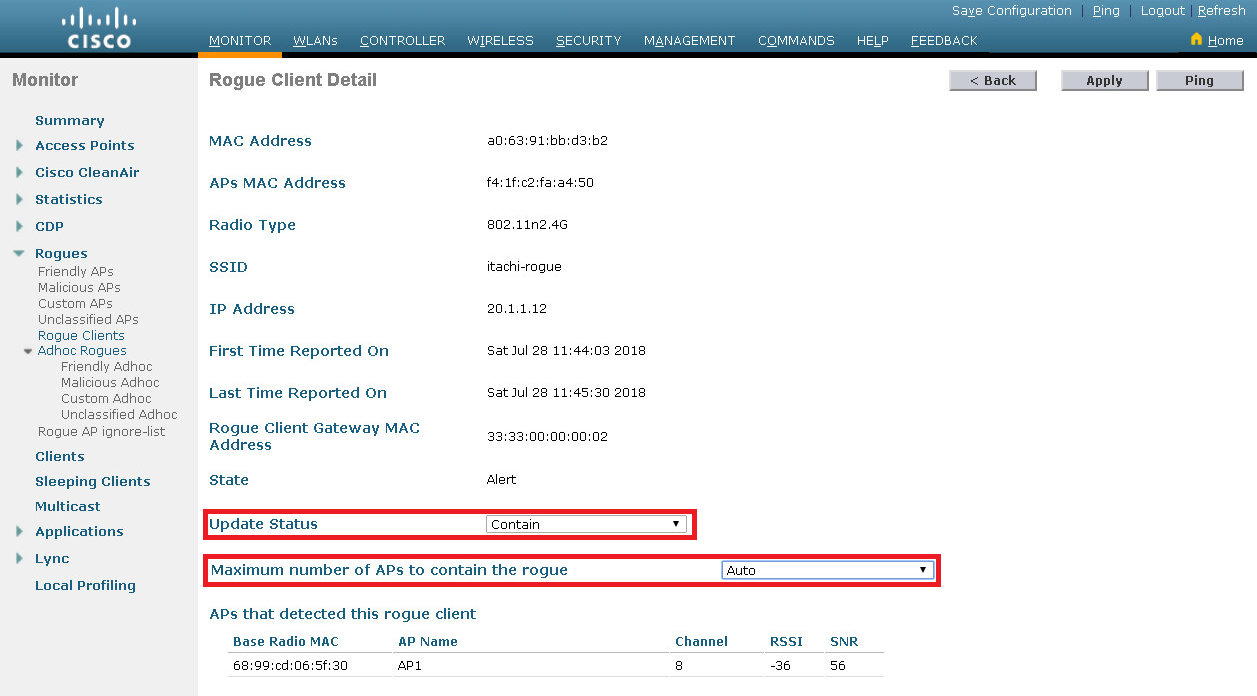 CISCO
Save Configuration | Ping | Logout | Refresh
MONITOR WLANs CONTROLLER WIRELESS SECURITY MANAGEMENT COMMANDS HELP FEEDBACK
Home
Monitor
Summary
Access Points
Cisco CleanAir
Statistics
CDP
Rogues
Friendly APs
Malicious APs
Custom APs
Unclassified APs
Rogue Clients
Adhoc Rogues
Friendly Adhoc
Malicious Adhoc
Custom Adhoc
Unclassified Adhoc
Rogue AP ignore-list
Clients
Sleeping Clients
Multicast
Applications
Lync
Local Profiling
Rogue Client Detail
< Back Apply Ping
MAC Address a0:63:91:bb:d3:b2
APs MAC Address f4:1f:c2:fa:a4:50
Radio Type 802.11n2.4G
SSID itachi-rogue
IP Address 20.1.1.12
First Time Reported On Sat Jul 28 11:44:03 2018
Last Time Reported On Sat Jul 28 11:45:30 2018
Rogue Client Gateway MAC
Address 33:33:00:00:00:02
State Alert
Update Status Contain
Maximum number of APs to contain the rogue Auto
APs that detected this rogue client
Base Radio MAC AP Name Channel RSSI SNR
68:99:cd:06:5f:30 AP1 8 -36 56